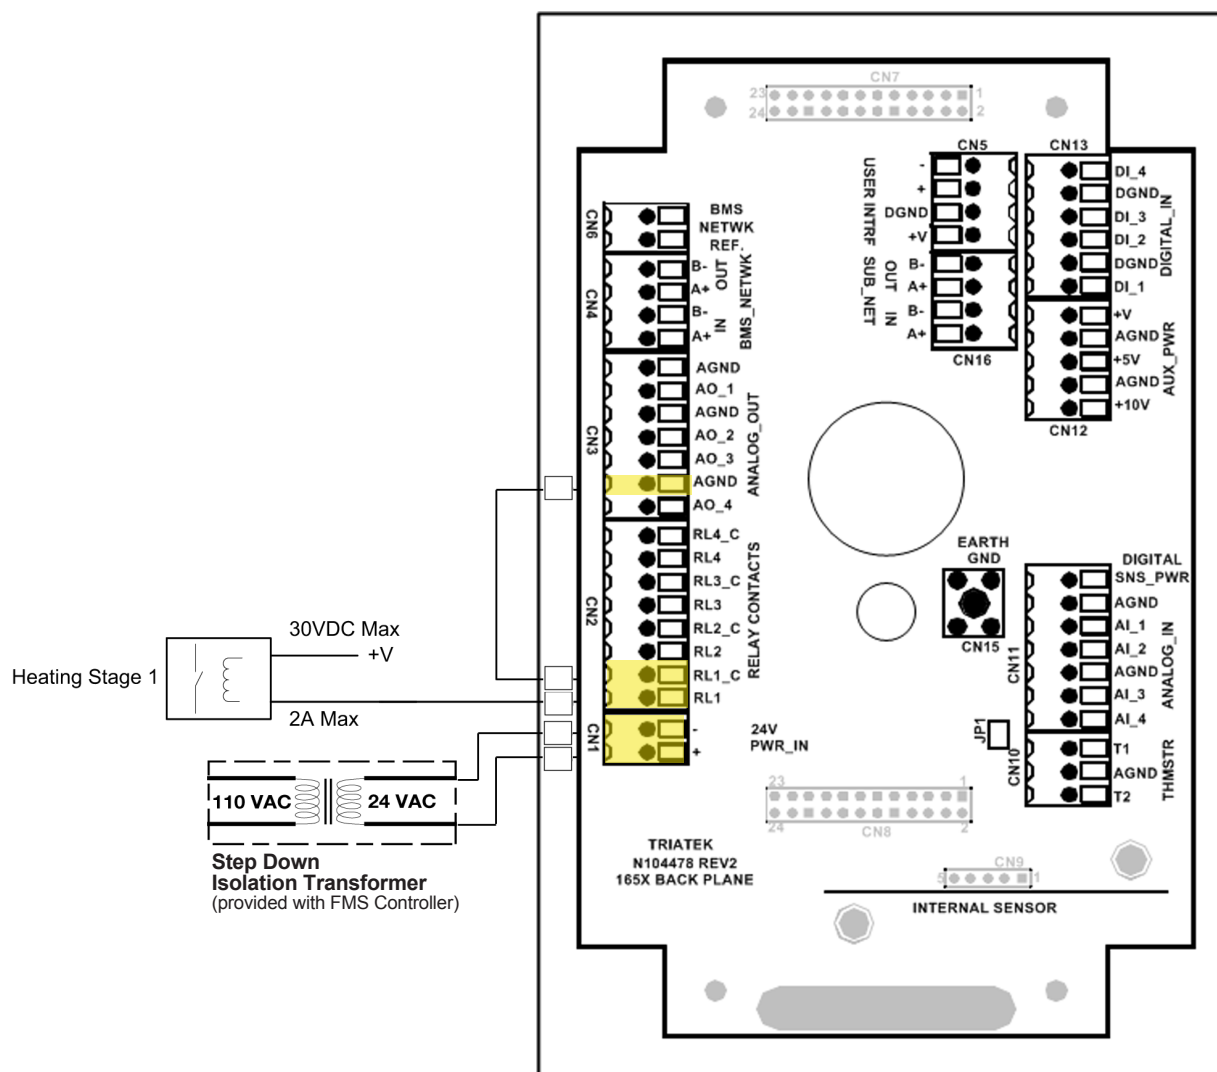 CN7
23
1
24
2
CN5
CN13
USER INTRF
-
+
DGND
+V
DI_4
DGND
DI_3
DI_2
DGND
DI_1
DIGITAL_IN
CN6
BMS
NETWK
REF.
CN4
B-
A+
B-
A+
OUT
IN
BMS_NETWK
B-
A+
B-
A+
OUT
IN
SUB_NET
CN16
+V
AGND
+5V
AGND
+10V
AUX_PWR
CN12
CN3
AGND
AO_1
AGND
AO_2
AO_3
AGND
AO_4
ANALOG_OUT
CN2
RL4_C
RL4
RL3_C
RL3
RL2_C
RL2
RL1_C
RL1
RELAY CONTACTS
EARTH
GND
CN15
DIGITAL
SNS_PWR
AGND
AI_1
AI_2
AGND
AI_3
AI_4
CN11
ANALOG_IN
30VDC Max
+V
Heating Stage 1
2A Max
CN1
-
+
24V
PWR_IN
JP1
CN10
T1
AGND
T2
THMSTR
110 VAC
24 VAC
Step Down
Isolation Transformer
(provided with FMS Controller)
23
1
24
2
CN8
TRIATEK
N104478 REV2
165X BACK PLANE
CN9
5
1
INTERNAL SENSOR